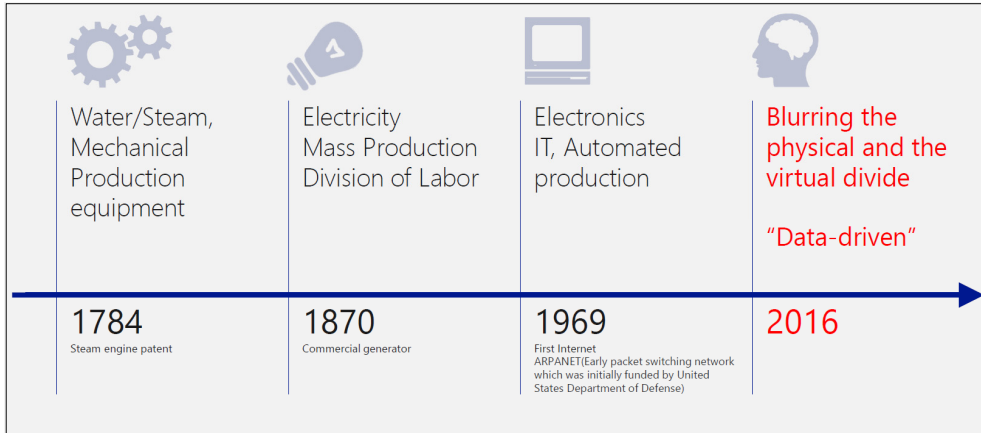 Water/Steam,
Mechanical
Production
equipment
Electricity
Mass Production
Division of Labor
Electronics
IT, Automated
production
Blurring the
physical and the
virtual divide
“Data-driven”
1784
Steam engine patent
1870
Commercial generator
1969
First Internet
ARPANET(Early packet switching network
which was initially funded by United
States Department of Defense)
2016